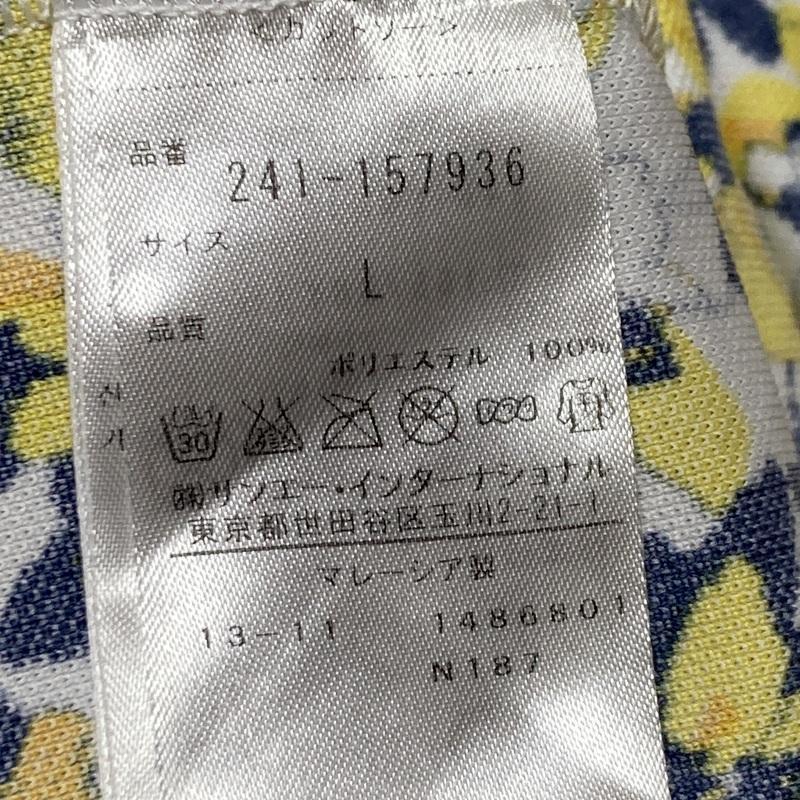 品番
241-157936
サイズ
L
品質
ポリエステル 100%
30
㈱サンエー・インターナショナル
東京都世田谷区玉川2-21-1
マレーシア製
13-11 1486801
N187